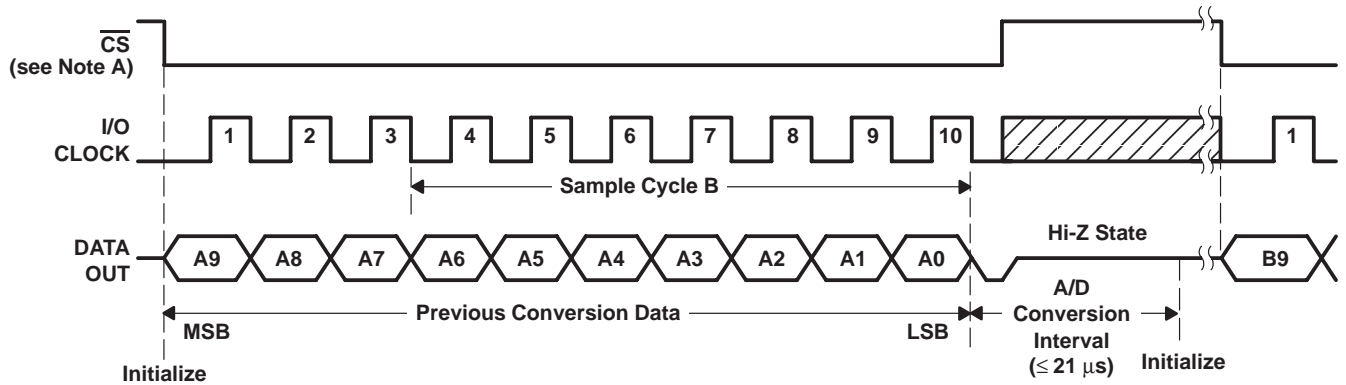 CS
(see Note A)
I/O
CLOCK
1 2 3 4 5 6 7 8 9 10 1
Sample Cycle B
DATA
OUT
A9 A8 A7 A6 A5 A4 A3 A2 A1 A0 B9
Hi-Z State
Previous Conversion Data
MSB LSB
A/D
Conversion
Interval
(≤ 21 μs)
Initialize
Initialize